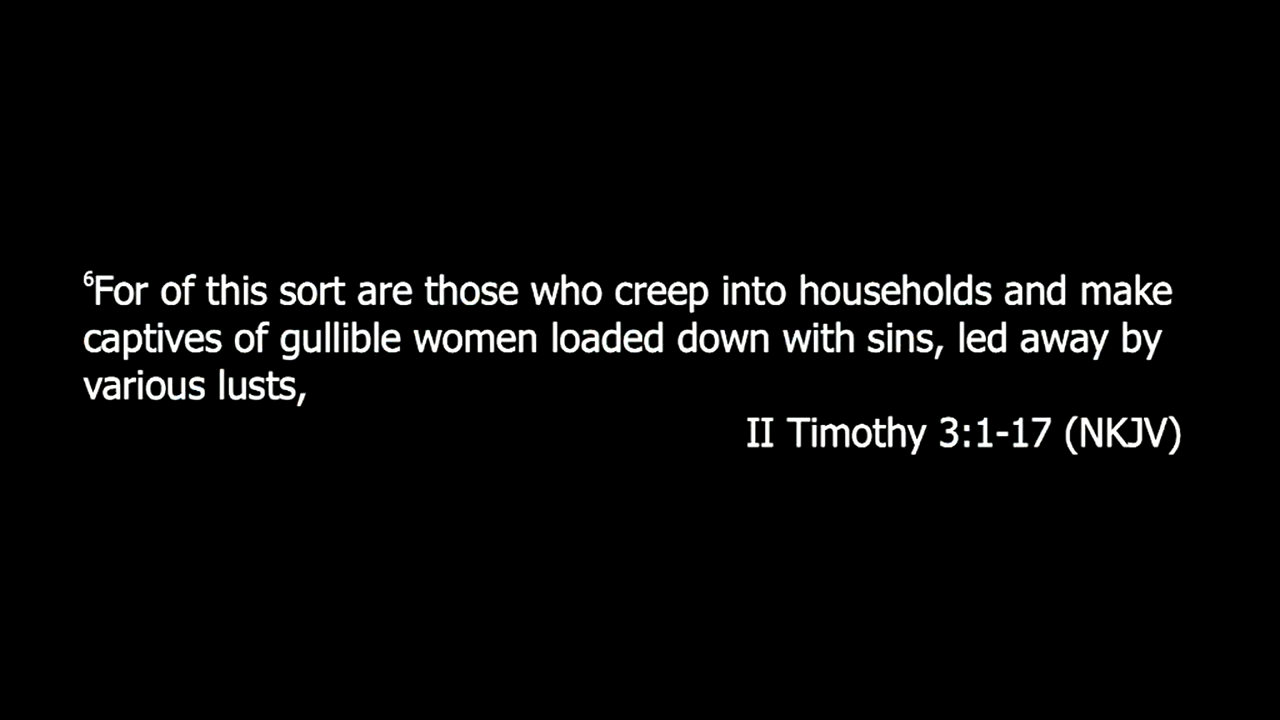 ⁶For of this sort are those who creep into households and make
captives of gullible women loaded down with sins, led away by
various lusts,
II Timothy 3:1-17 (NKJV)